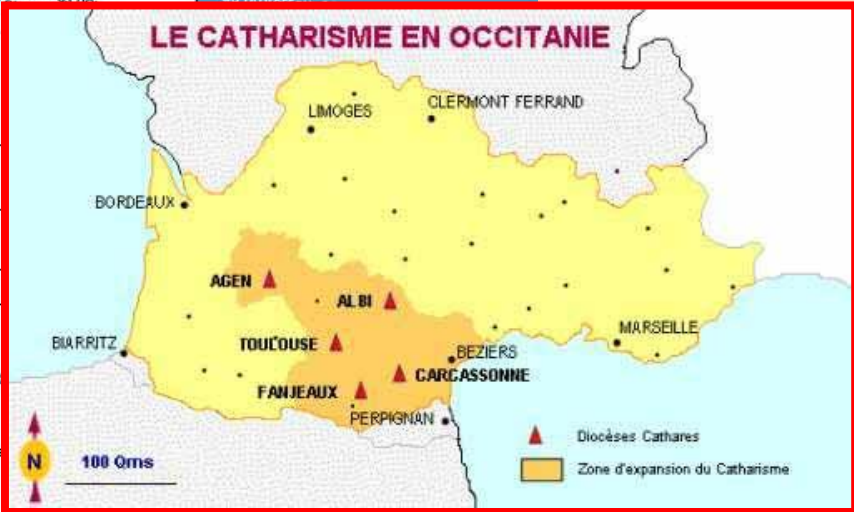 LE CATHARISME EN OCCITANIE
LIMOGES
CLERMONT FERRAND
BORDEAUX
AGEN
ALBI
BIARRITZ
TOULOUSE
BEZIERS
MARSEILLE
CARCASSONNE
FANJEAUX
PERPIGNAN
N
100 Qms
Diocèses Cathares
Zone d'expansion du Catharisme